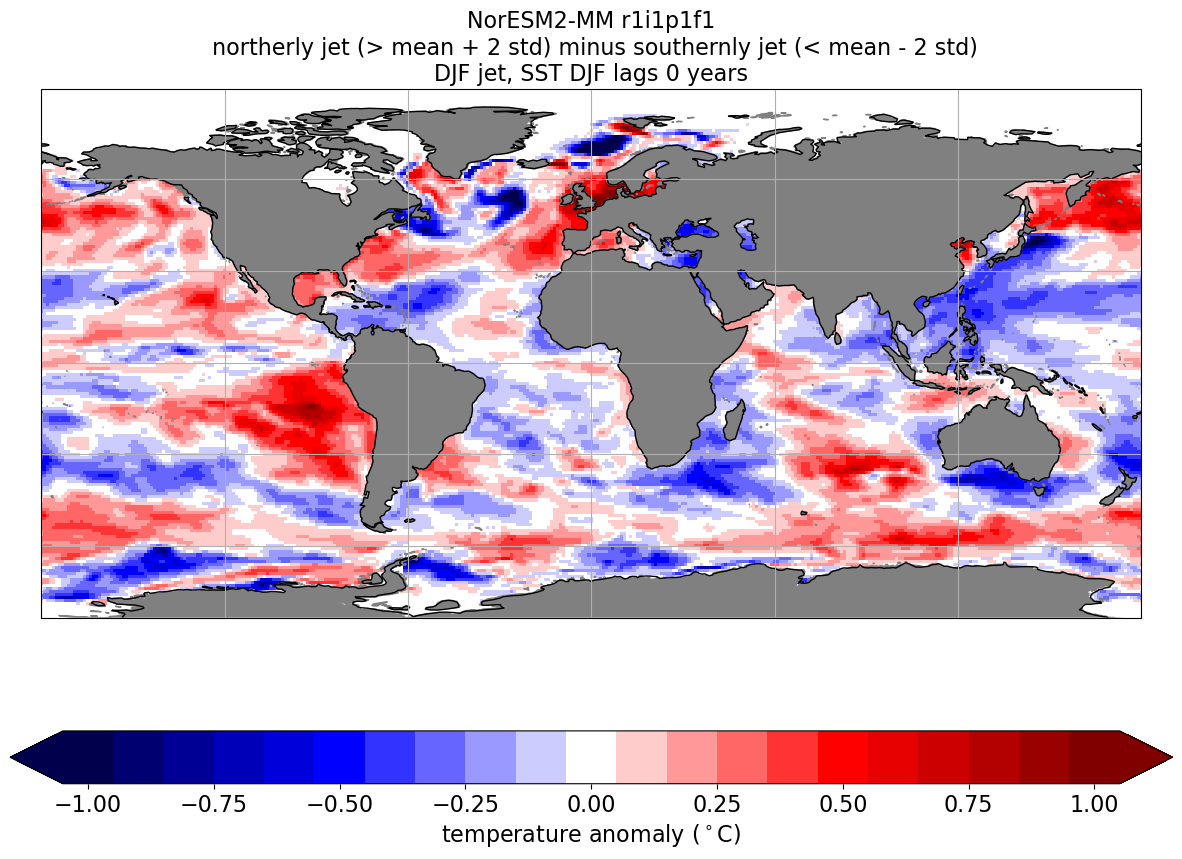 NorESM2-MM r1i1p1f1
northerly jet (> mean + 2 std) minus southernly jet (< mean - 2 std)
DJF jet, SST DJF lags 0 years
−1.00 −0.75 −0.50 −0.25 0.00 0.25 0.50 0.75 1.00
temperature anomaly (°C)